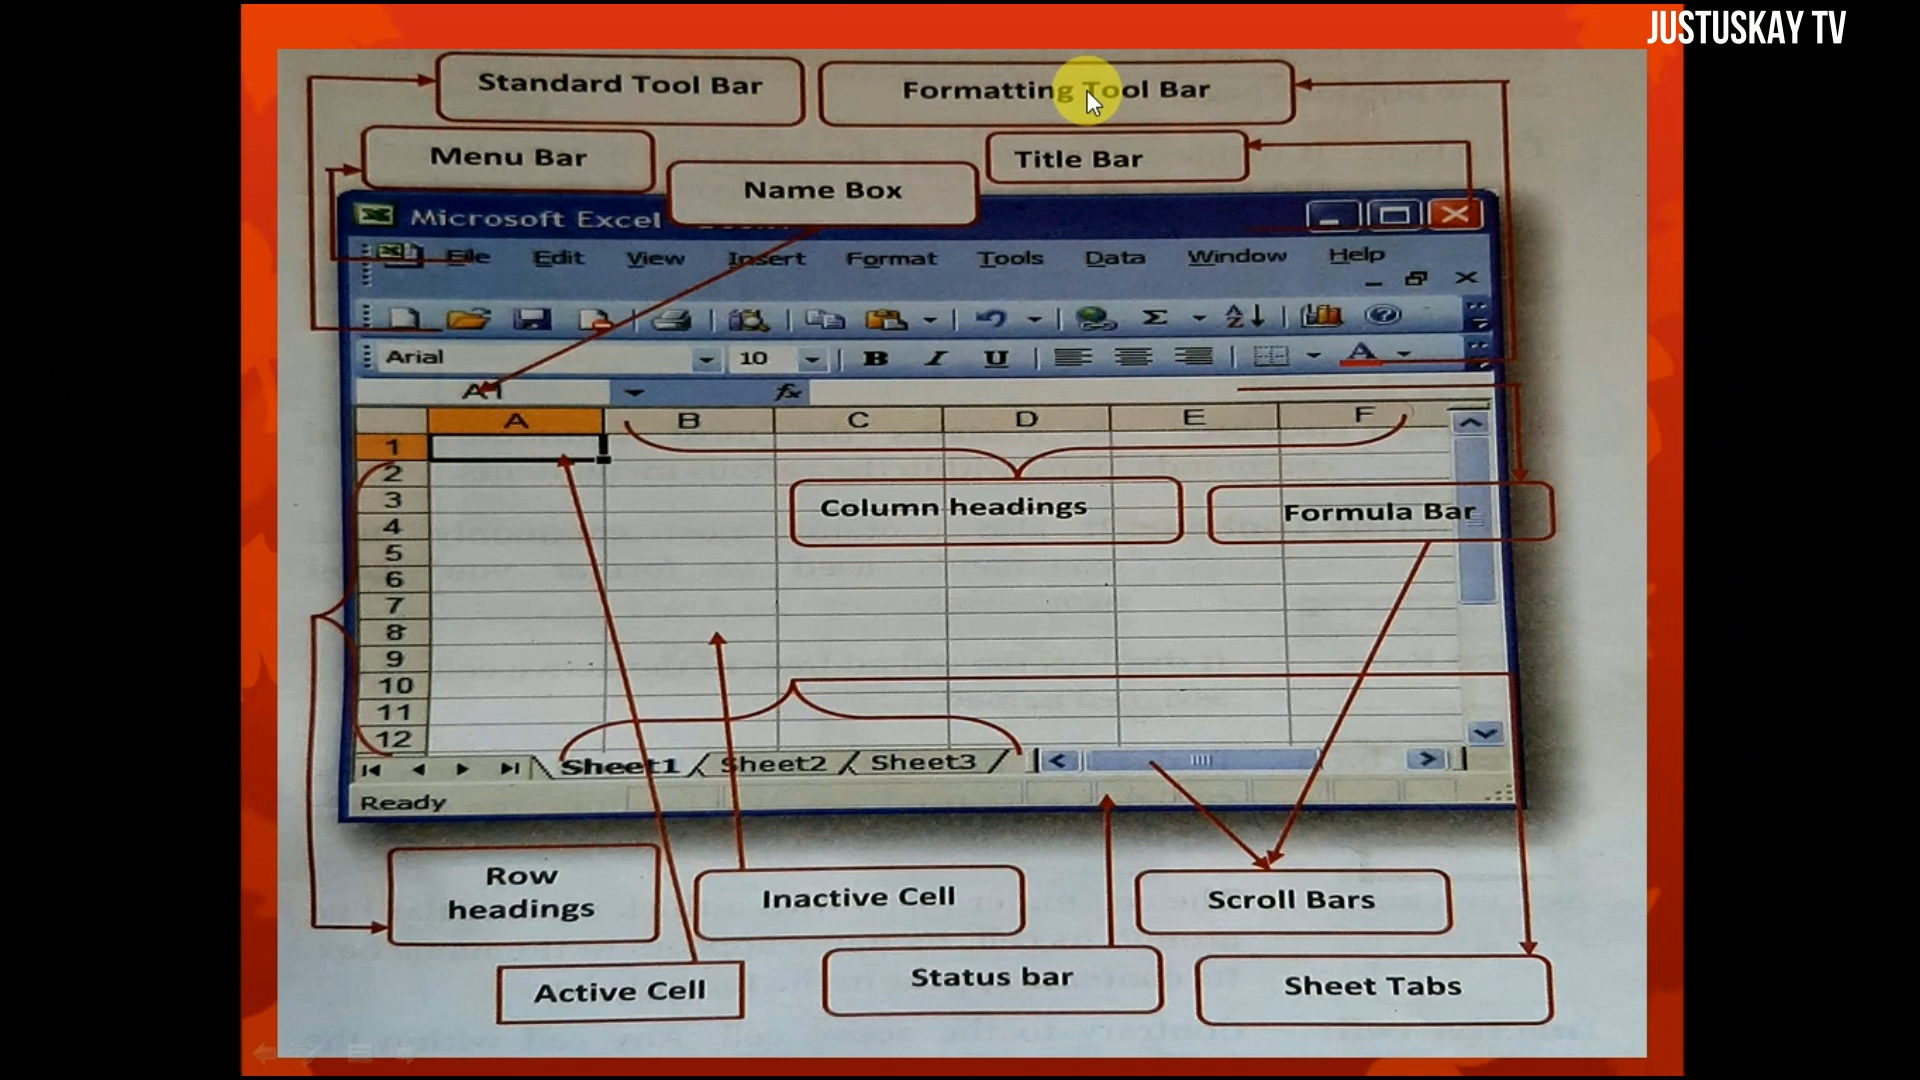 JUSTUSKAY TV
Standard Tool Bar
Formatting Tool Bar
Menu Bar
Title Bar
Name Box
Microsoft Excel
File Edit View Insert Format Tools Data Window Help
Arial 10 B I U A
A1 fx
A B C D E F
1
2
3
4
5
6
7
8
9
10
11
12
Column headings
Formula Bar
Sheet1 Sheet2 Sheet3
Ready
Row
headings
Inactive Cell
Scroll Bars
Active Cell
Status bar
Sheet Tabs